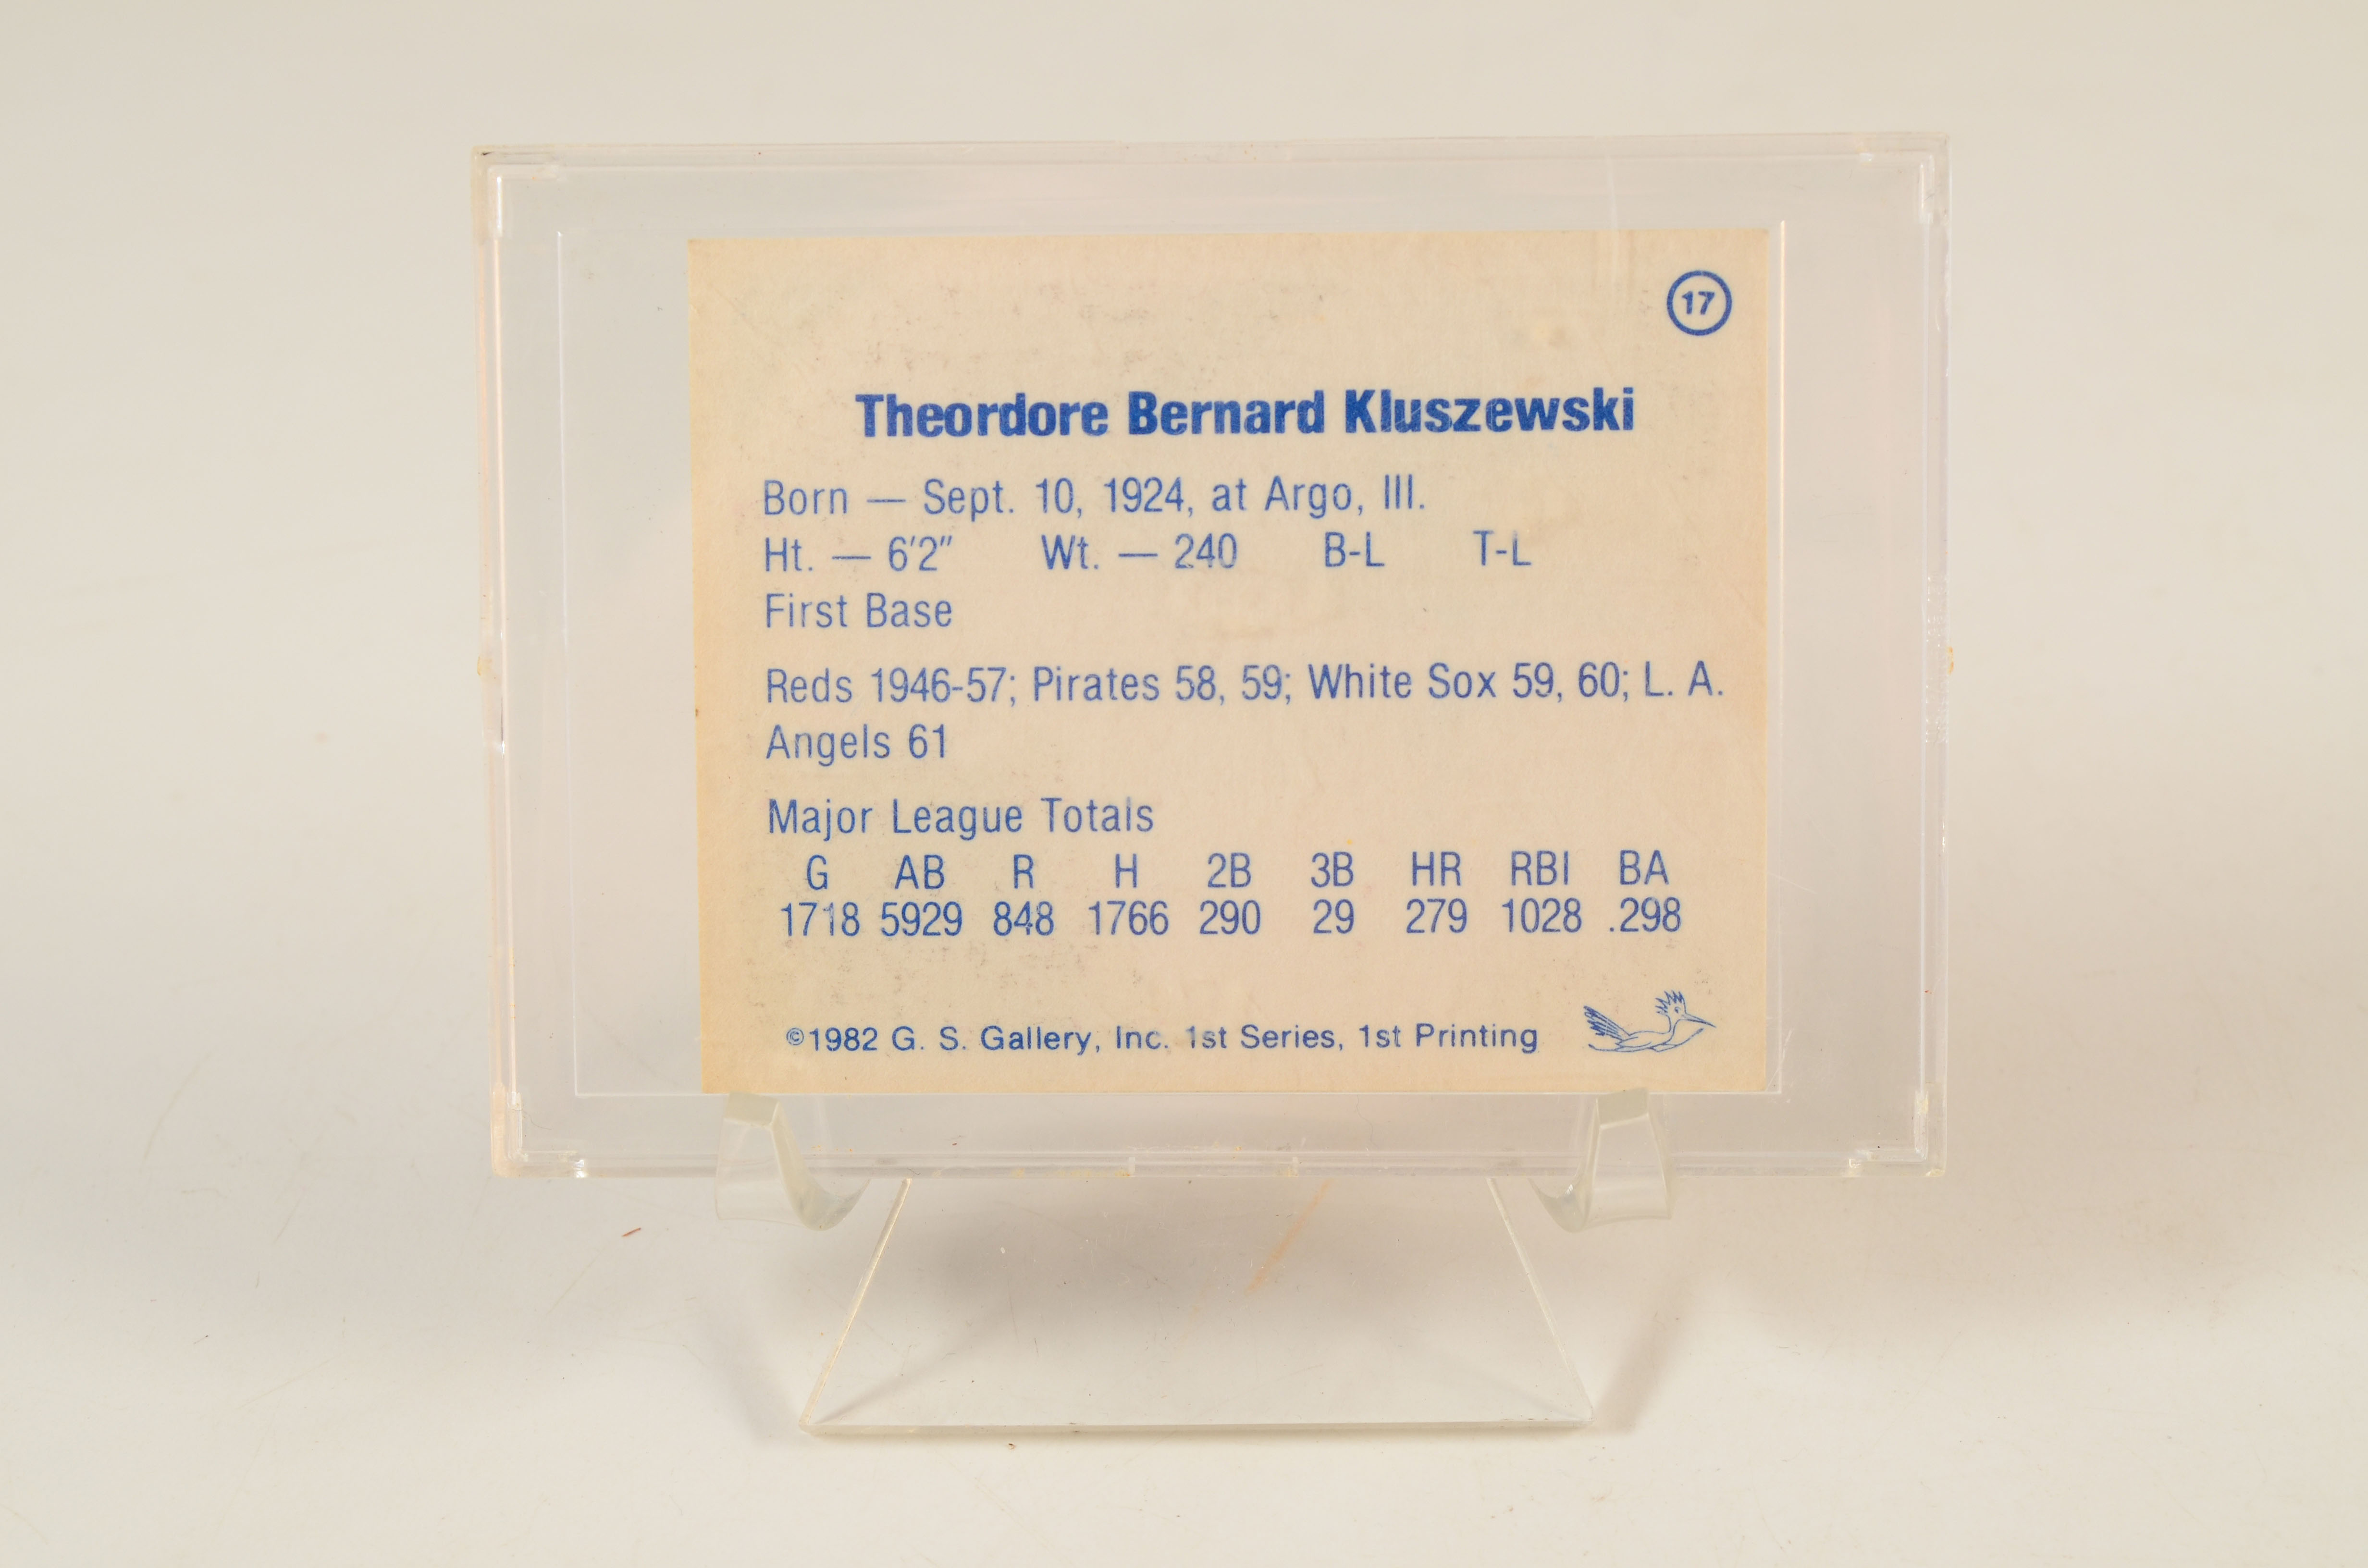 17
Theordore Bernard Kluszewski
Born — Sept. 10, 1924, at Argo, Ill.
Ht. — 6'2" Wt. — 240 B-L T-L
First Base
Reds 1946-57; Pirates 58, 59; White Sox 59, 60; L. A.
Angels 61
Major League Totals
G AB R H 2B 3B HR RBI BA
1718 5929 848 1766 290 29 279 1028 .298
©1982 G. S. Gallery, Inc. 1st Series, 1st Printing